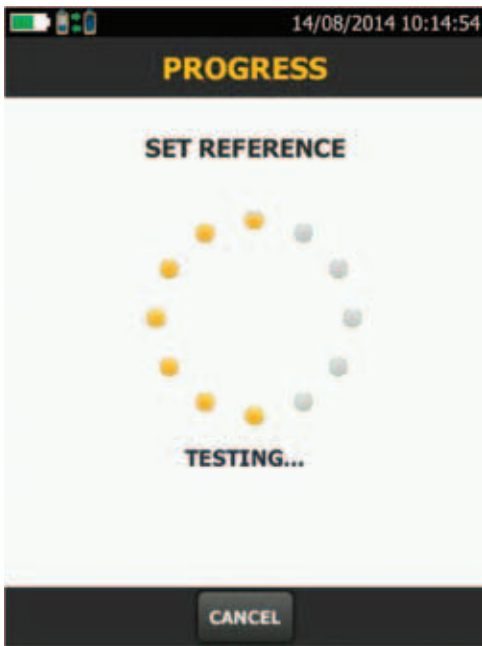 14/08/2014 10:14:54
PROGRESS
SET REFERENCE
TESTING...
CANCEL